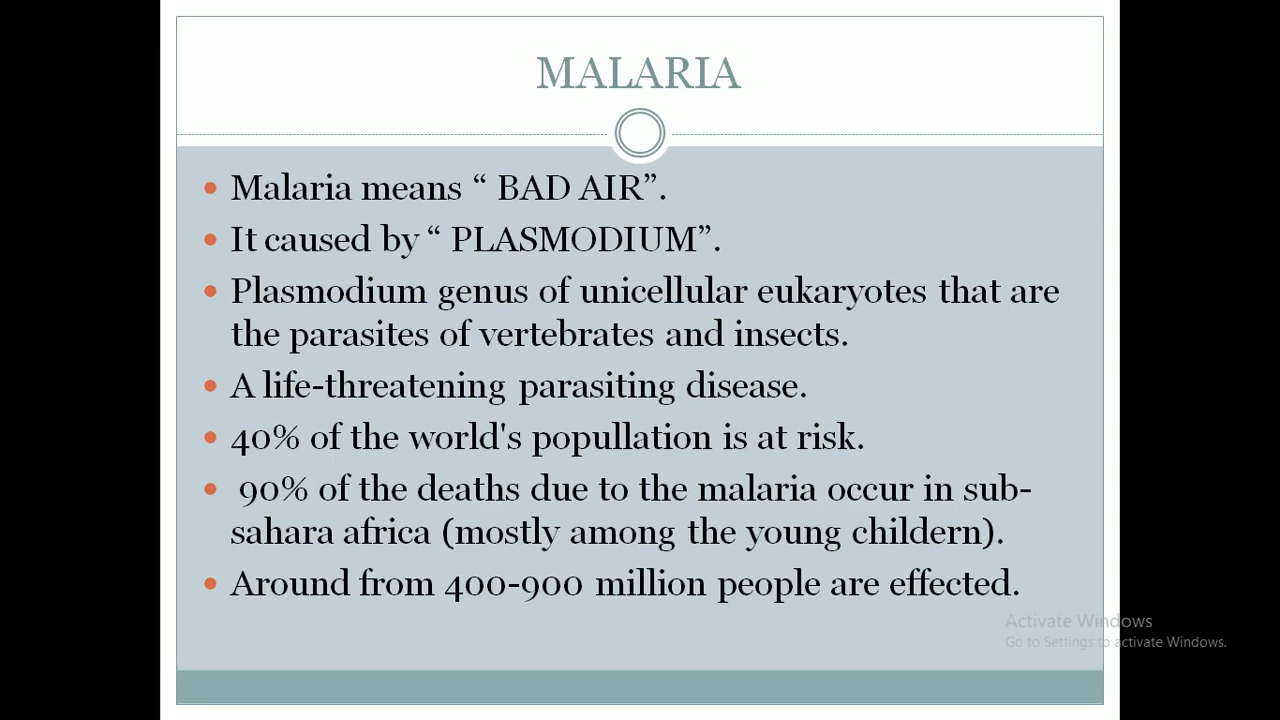 MALARIA
Malaria means “ BAD AIR”.
It caused by “ PLASMODIUM”.
Plasmodium genus of unicellular eukaryotes that are
the parasites of vertebrates and insects.
A life-threatening parasiting disease.
40% of the world's popullation is at risk.
90% of the deaths due to the malaria occur in sub-
sahara africa (mostly among the young childern).
Around from 400-900 million people are effected.
Activate Windows
Go to Settings to activate Windows.